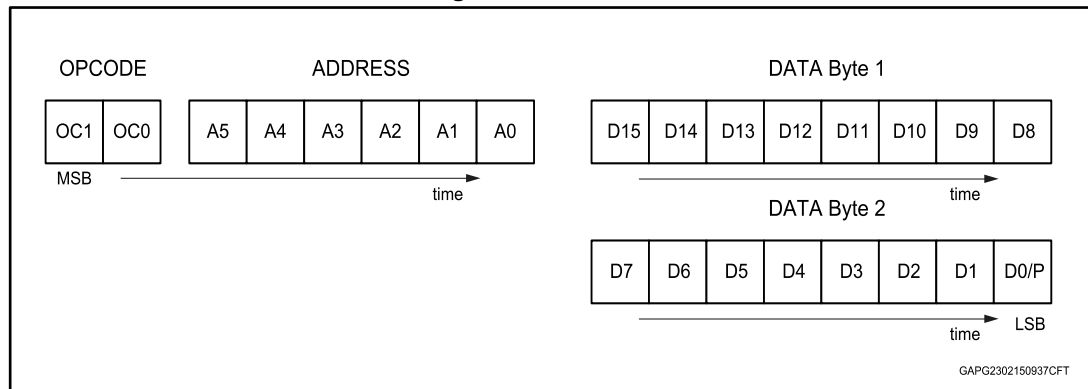 OPCODE ADDRESS DATA Byte 1
OC1 OC0 A5 A4 A3 A2 A1 A0 D15 D14 D13 D12 D11 D10 D9 D8
MSB time time
DATA Byte 2
D7 D6 D5 D4 D3 D2 D1 D0/P
time LSB
GAPG2302150937CFT